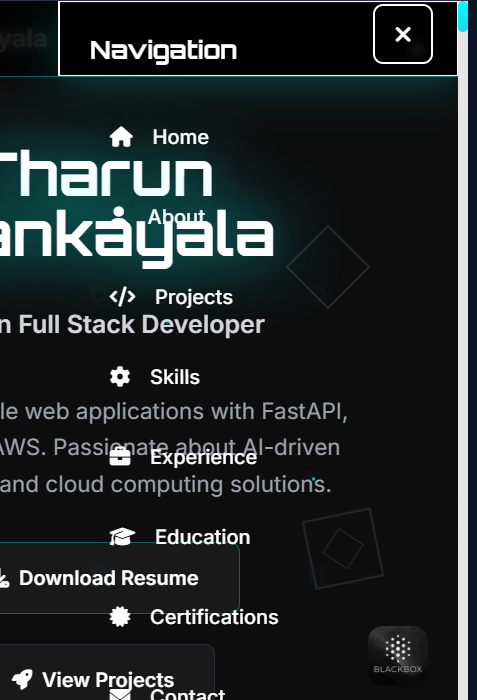 yala
Navigation
Home
Tharun
About
ankayala
Projects
n Full Stack Developer
Skills
le web applications with FastAPI,
AWS. Passionate about AI-driven
Experience
and cloud computing solutions.
Education
Download Resume
Certifications
BLACKBOX
View Projects
Contact